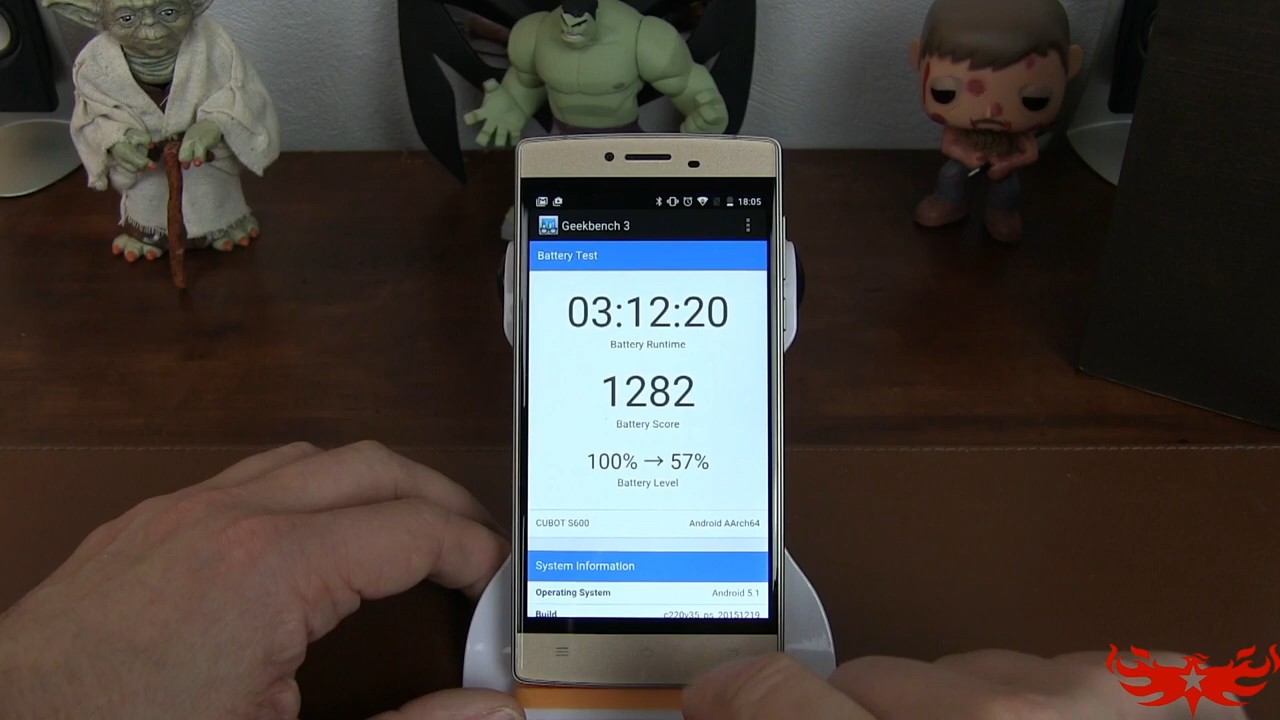 18:05
Geekbench 3
Battery Test
03:12:20
Battery Runtime
1282
Battery Score
100% → 57%
Battery Level
CUBOT S600 Android AArch64
System Information
Operating System Android 5.1
Build c220v35_ps_20151219